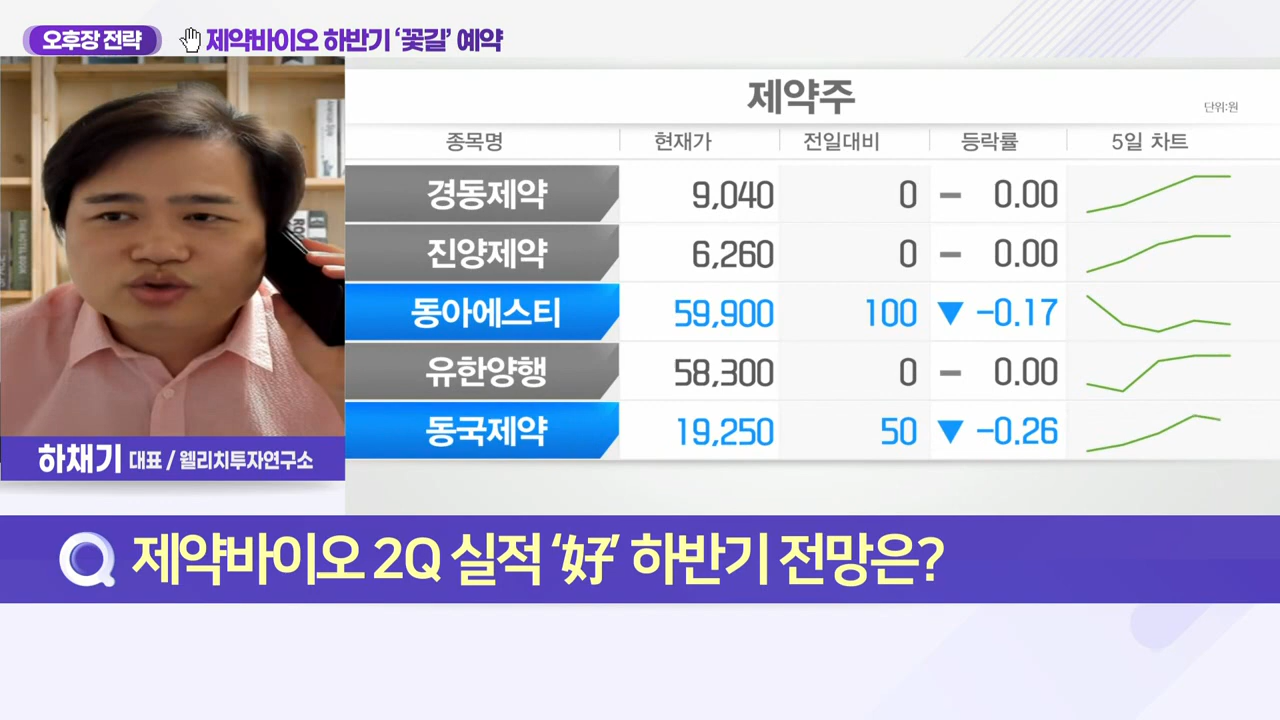 오후장 전략
제약바이오 하반기 ‘꽃길’ 예약
제약주
단위:원
종목명 현재가 전일대비 등락률 5일 차트
경동제약 9,040 0 – 0.00
진양제약 6,260 0 – 0.00
동아에스티 59,900 100 ▼ -0.17
유한양행 58,300 0 – 0.00
동국제약 19,250 50 ▼ -0.26
하채기 대표 / 웰리치투자연구소
Q 제약바이오 2Q 실적 ‘好’ 하반기 전망은?